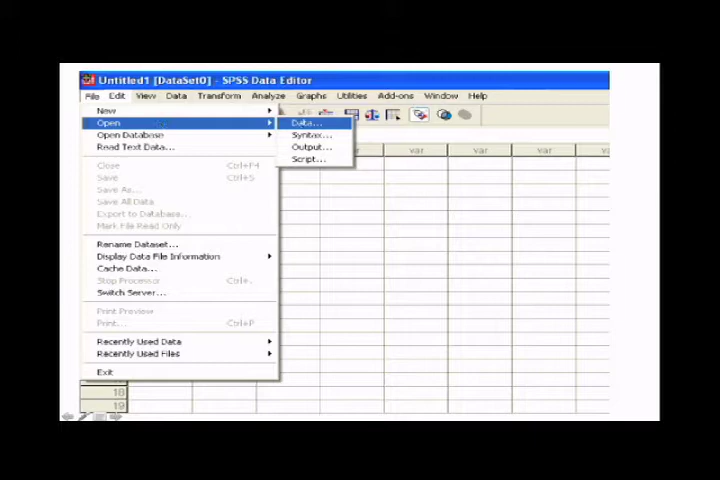 Untitled1 [DataSet0] - SPSS Data Editor
File Edit View Data Transform Analyze Graphs Utilities Add-ons Window Help
New
Open
Data...
Open Database
Syntax...
Read Text Data...
Output...
Script...
var var var var va
Close Ctrl+F4
Save Ctrl+S
Save As...
Save All Data
Export to Database...
Mark File Read Only
Rename Dataset...
Display Data File Information
Cache Data...
Stop Processor Ctrl+.
Switch Server...
Print Preview
Print... Ctrl+P
Recently Used Data
Recently Used Files
Exit
18
19